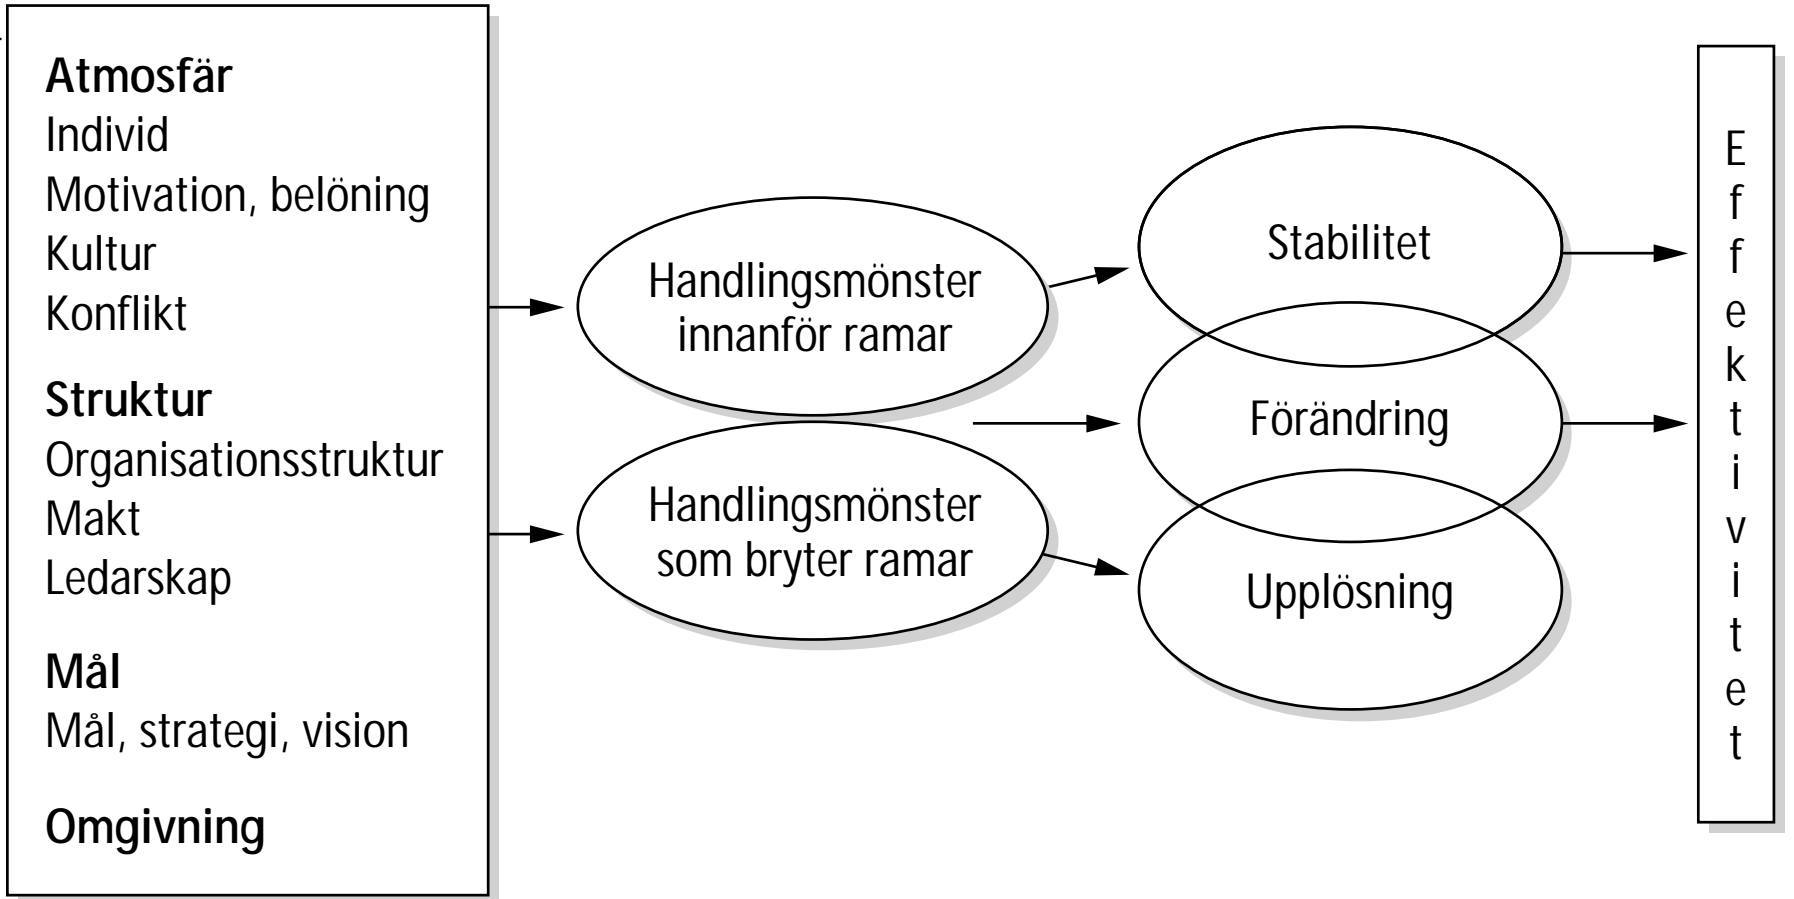 Atmosfär
Individ
Motivation, belöning
Kultur
Konflikt
Struktur
Organisationsstruktur
Makt
Ledarskap
Mål
Mål, strategi, vision
Omgivning
Handlingsmönster
innanför ramar
Handlingsmönster
som bryter ramar
Stabilitet
Förändring
Upplösning
Effektivitet